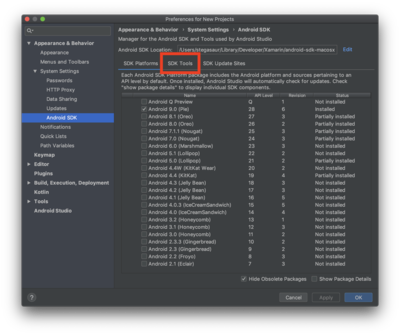 Preferences for New Projects
Appearance & Behavior
Appearance
Menus and Toolbars
System Settings
Passwords
HTTP Proxy
Data Sharing
Updates
Android SDK
Notifications
Quick Lists
Path Variables
Keymap
Editor
Plugins
Build, Execution, Deployment
Kotlin
Tools
Android Studio
Appearance & Behavior › System Settings › Android SDK
Manager for the Android SDK and Tools used by Android Studio
Android SDK Location: /Users/stegaseur/Library/Developer/Xamarin/android-sdk-macosx Edit
SDK Platforms SDK Tools SDK Update Sites
Each Android SDK Platform package includes the Android platform and sources pertaining to an
API level by default. Once installed, Android Studio will automatically check for updates. Check
"show package details" to display individual SDK components.
Name API Level Revision Status
Android Q Preview Q 1 Not installed
Android 9.0 (Pie) 28 6 Installed
Android 8.1 (Oreo) 27 3 Partially installed
Android 8.0 (Oreo) 26 2 Partially installed
Android 7.1.1 (Nougat) 25 3 Partially installed
Android 7.0 (Nougat) 24 2 Partially installed
Android 6.0 (Marshmallow) 23 3 Partially installed
Android 5.1 (Lollipop) 22 2 Partially installed
Android 5.0 (Lollipop) 21 2 Partially installed
Android 4.4W (KitKat Wear) 20 2 Not installed
Android 4.4 (KitKat) 19 4 Partially installed
Android 4.3 (Jelly Bean) 18 3 Not installed
Android 4.2 (Jelly Bean) 17 3 Not installed
Android 4.1 (Jelly Bean) 16 5 Not installed
Android 4.0.3 (IceCreamSandwich) 15 5 Not installed
Android 4.0 (IceCreamSandwich) 14 4 Not installed
Android 3.2 (Honeycomb) 13 1 Not installed
Android 3.1 (Honeycomb) 12 3 Not installed
Android 3.0 (Honeycomb) 11 2 Not installed
Android 2.3.3 (Gingerbread) 10 2 Not installed
Android 2.3 (Gingerbread) 9 2 Not installed
Android 2.2 (Froyo) 8 3 Not installed
Android 2.1 (Eclair) 7 3 Not installed
Hide Obsolete Packages Show Package Details
? Cancel Apply OK